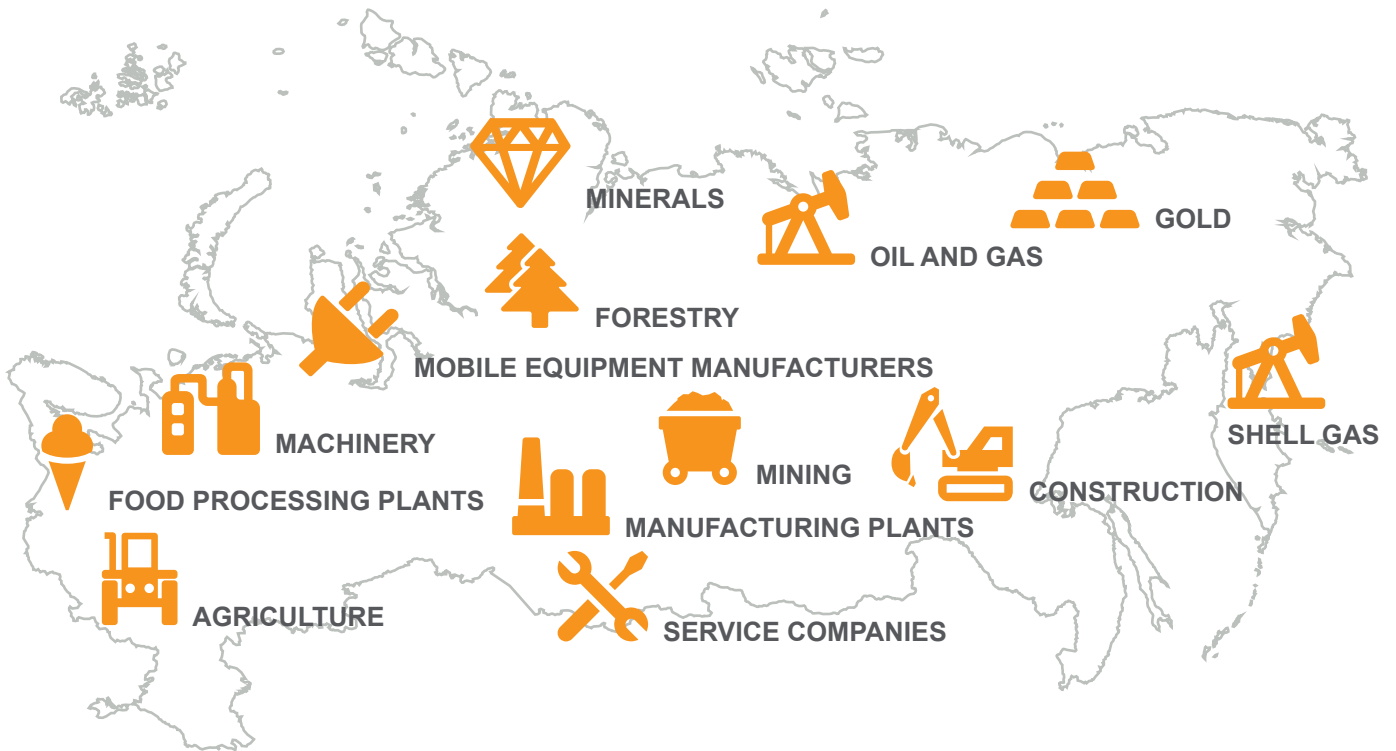 MINERALS
GOLD
OIL AND GAS
FORESTRY
MOBILE EQUIPMENT MANUFACTURERS
SHELL GAS
MACHINERY
MINING
CONSTRUCTION
FOOD PROCESSING PLANTS
MANUFACTURING PLANTS
AGRICULTURE
SERVICE COMPANIES